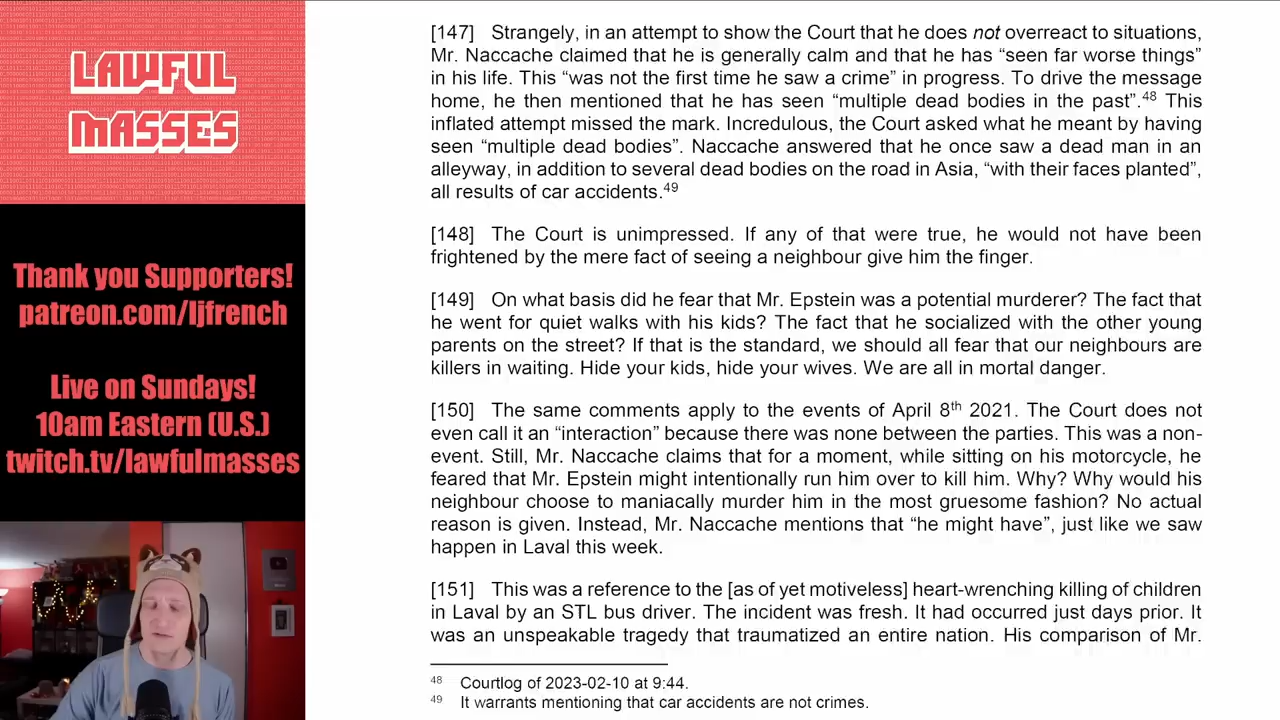 LAWFUL
MASSES
Thank you Supporters!
patreon.com/ljfrench
Live on Sundays!
10am Eastern (U.S.)
twitch.tv/lawfulmasses
[147] Strangely, in an attempt to show the Court that he does not overreact to situations,
Mr. Naccache claimed that he is generally calm and that he has “seen far worse things”
in his life. This “was not the first time he saw a crime” in progress. To drive the message
home, he then mentioned that he has seen “multiple dead bodies in the past”.48 This
inflated attempt missed the mark. Incredulous, the Court asked what he meant by having
seen “multiple dead bodies”. Naccache answered that he once saw a dead man in an
alleyway, in addition to several dead bodies on the road in Asia, “with their faces planted”,
all results of car accidents.49
[148] The Court is unimpressed. If any of that were true, he would not have been
frightened by the mere fact of seeing a neighbour give him the finger.
[149] On what basis did he fear that Mr. Epstein was a potential murderer? The fact that
he went for quiet walks with his kids? The fact that he socialized with the other young
parents on the street? If that is the standard, we should all fear that our neighbours are
killers in waiting. Hide your kids, hide your wives. We are all in mortal danger.
[150] The same comments apply to the events of April 8th 2021. The Court does not
even call it an “interaction” because there was none between the parties. This was a non-
event. Still, Mr. Naccache claims that for a moment, while sitting on his motorcycle, he
feared that Mr. Epstein might intentionally run him over to kill him. Why? Why would his
neighbour choose to maniacally murder him in the most gruesome fashion? No actual
reason is given. Instead, Mr. Naccache mentions that “he might have”, just like we saw
happen in Laval this week.
[151] This was a reference to the [as of yet motiveless] heart-wrenching killing of children
in Laval by an STL bus driver. The incident was fresh. It had occurred just days prior. It
was an unspeakable tragedy that traumatized an entire nation. His comparison of Mr.
48 Courtlog of 2023-02-10 at 9:44.
49 It warrants mentioning that car accidents are not crimes.